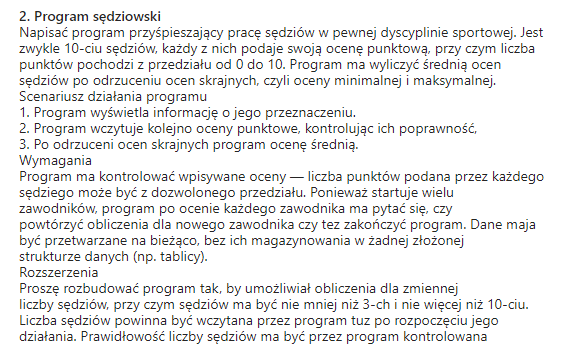 2. Program sędziowski
Napisać program przyśpieszający pracę sędziów w pewnej dyscyplinie sportowej. Jest
zwykle 10-ciu sędziów, każdy z nich podaje swoją ocenę punktową, przy czym liczba
punktów pochodzi z przedziału od 0 do 10. Program ma wyliczyć średnią ocen
sędziów po odrzuceniu ocen skrajnych, czyli oceny minimalnej i maksymalnej.
Scenariusz działania programu
1. Program wyświetla informację o jego przeznaczeniu.
2. Program wczytuje kolejno oceny punktowe, kontrolując ich poprawność,
3. Po odrzuceni ocen skrajnych program ocenę średnią.
Wymagania
Program ma kontrolować wpisywane oceny — liczba punktów podana przez każdego
sędziego może być z dozwolonego przedziału. Ponieważ startuje wielu
zawodników, program po ocenie każdego zawodnika ma pytać się, czy
powtórzyć obliczenia dla nowego zawodnika czy tez zakończyć program. Dane maja
być przetwarzane na bieżąco, bez ich magazynowania w żadnej złożonej
strukturze danych (np. tablicy).
Rozszerzenia
Proszę rozbudować program tak, by umożliwiał obliczenia dla zmiennej
liczby sędziów, przy czym sędziów ma być nie mniej niż 3-ch i nie więcej niż 10-ciu.
Liczba sędziów powinna być wczytana przez program tuz po rozpoczęciu jego
działania. Prawidłowość liczby sędziów ma być przez program kontrolowana